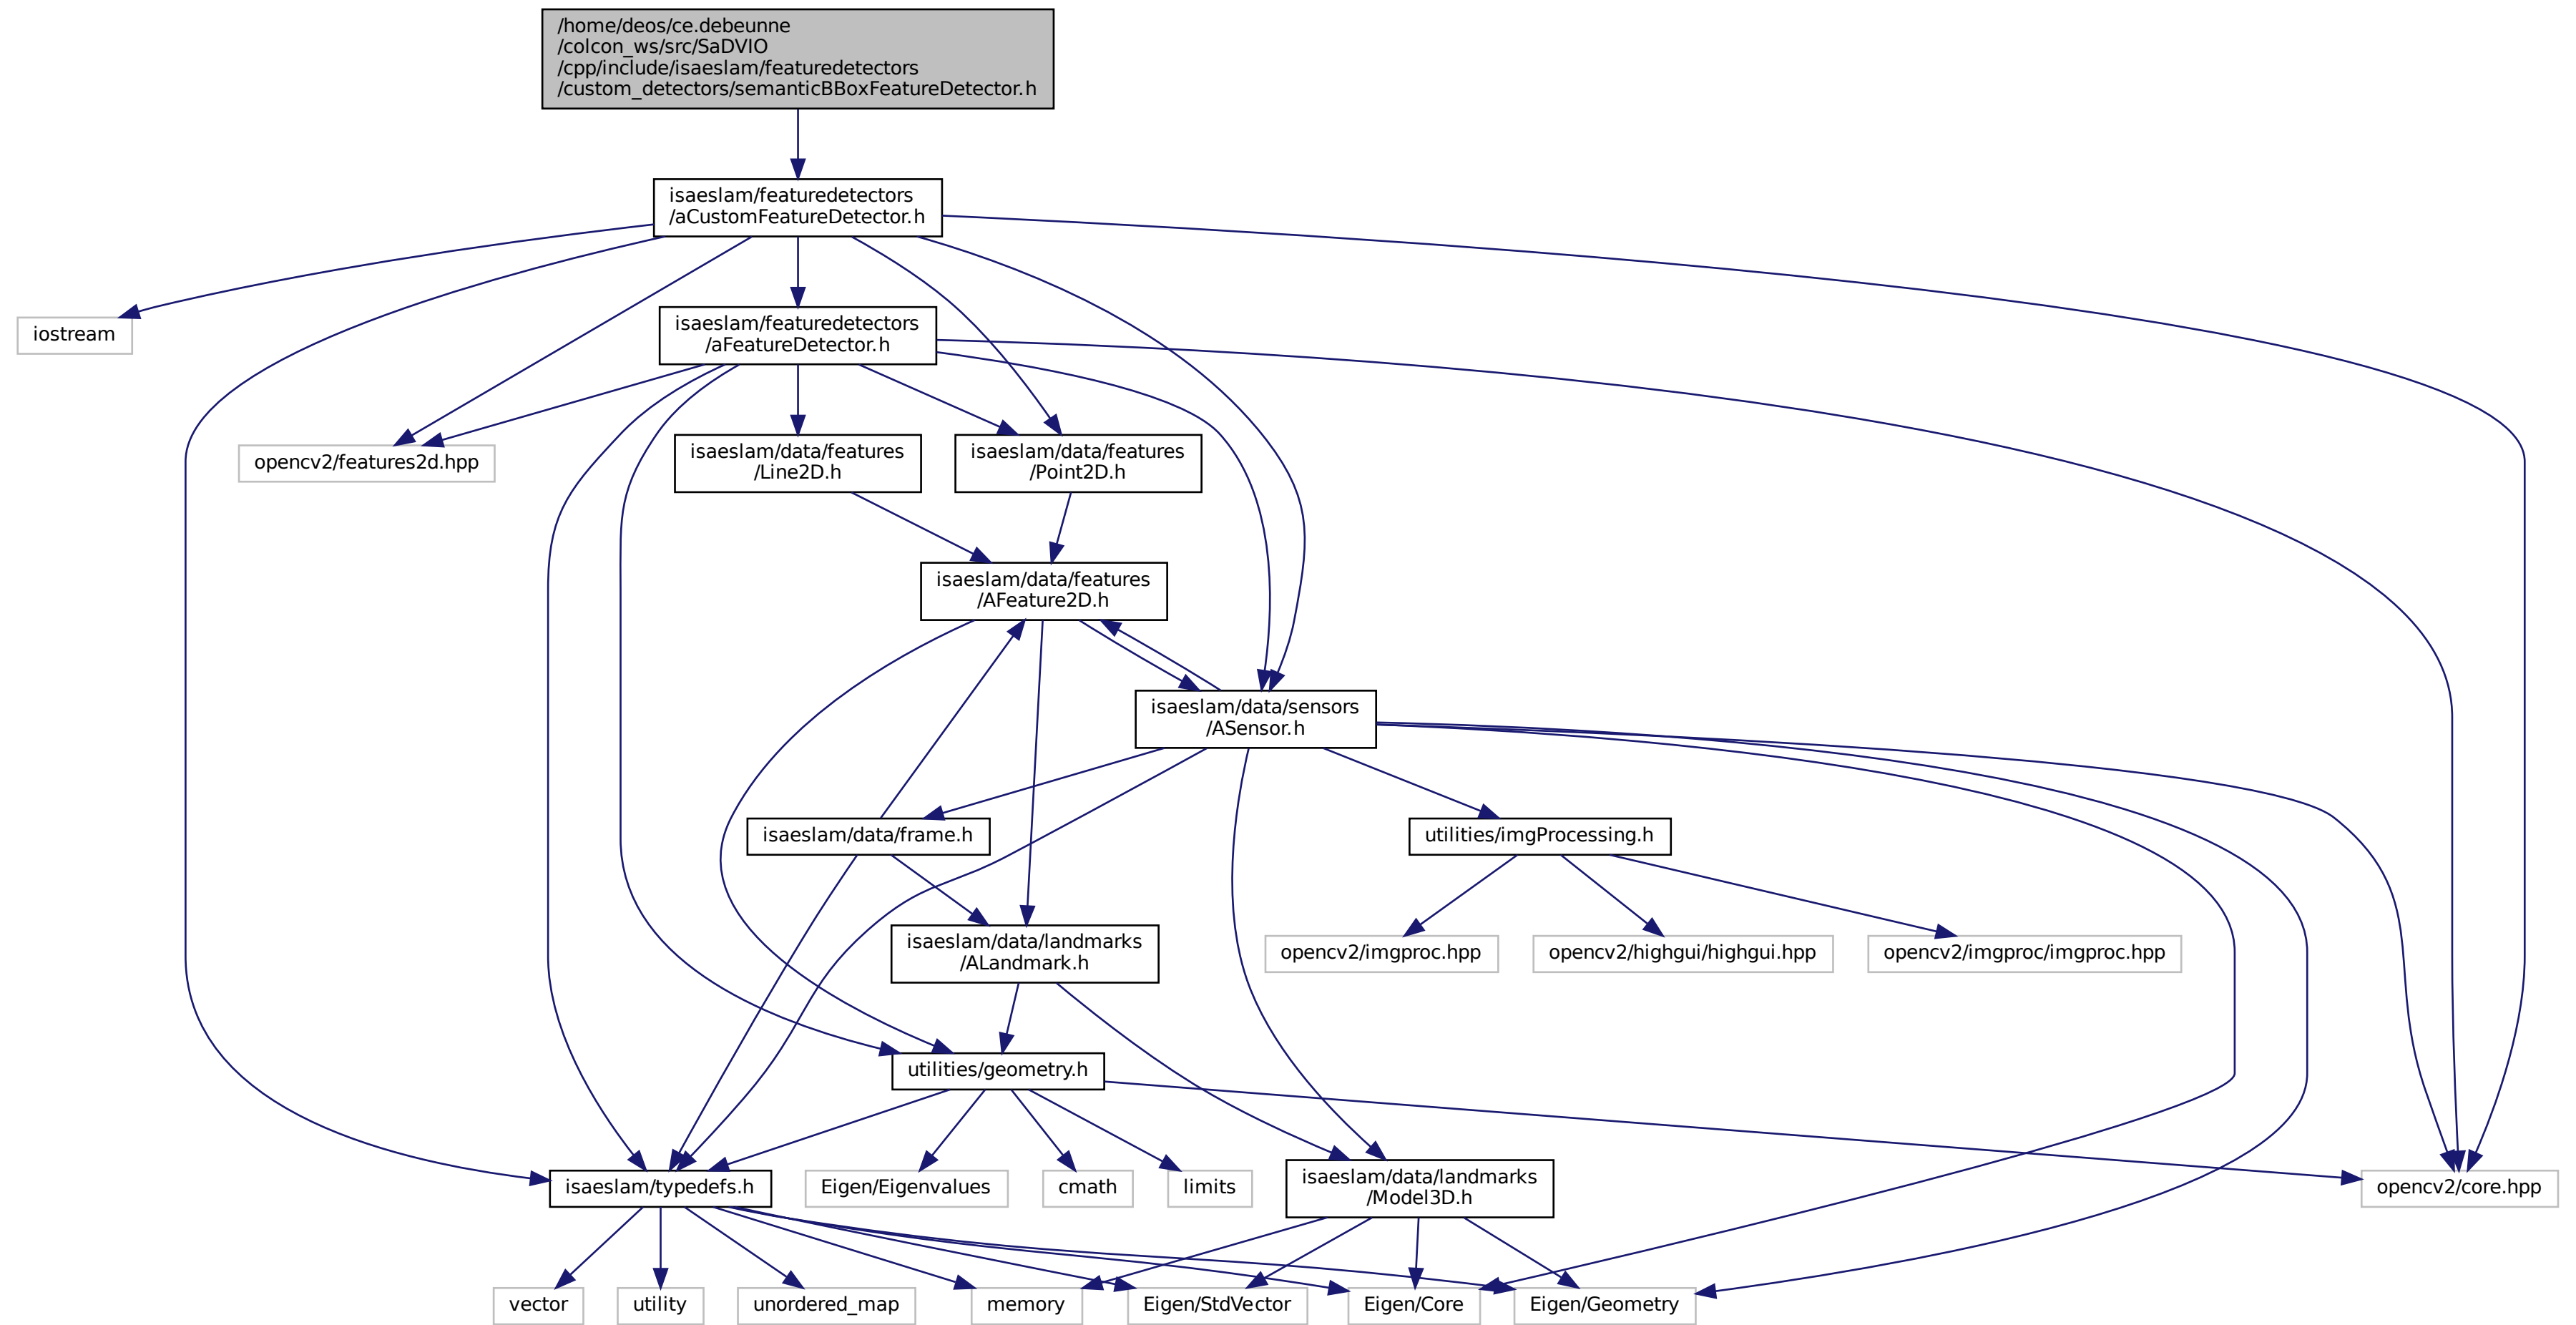 /home/deos/ce.debeunne
/colcon_ws/src/SaDVIO
/cpp/include/isaeslam/featuredetectors
/custom_detectors/semanticBBoxFeatureDetector.h
isaeslam/featuredetectors
/aCustomFeatureDetector.h
iostream
isaeslam/featuredetectors
/aFeatureDetector.h
opencv2/features2d.hpp
isaeslam/data/features
/Line2D.h
isaeslam/data/features
/Point2D.h
isaeslam/data/features
/AFeature2D.h
isaeslam/data/sensors
/ASensor.h
isaeslam/data/frame.h
utilities/imgProcessing.h
isaeslam/data/landmarks
/ALandmark.h
opencv2/imgproc.hpp
opencv2/highgui/highgui.hpp
opencv2/imgproc/imgproc.hpp
utilities/geometry.h
isaeslam/typedefs.h
Eigen/Eigenvalues
cmath
limits
isaeslam/data/landmarks
/Model3D.h
opencv2/core.hpp
vector
utility
unordered_map
memory
Eigen/StdVector
Eigen/Core
Eigen/Geometry